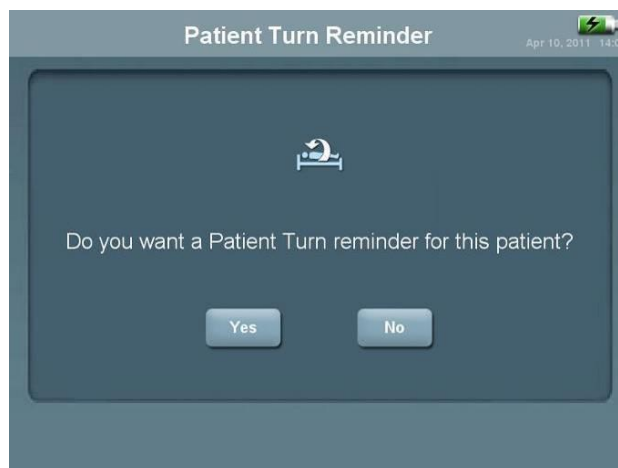 Patient Turn Reminder
Apr 10, 2011
Do you want a Patient Turn reminder for this patient?
Yes
No